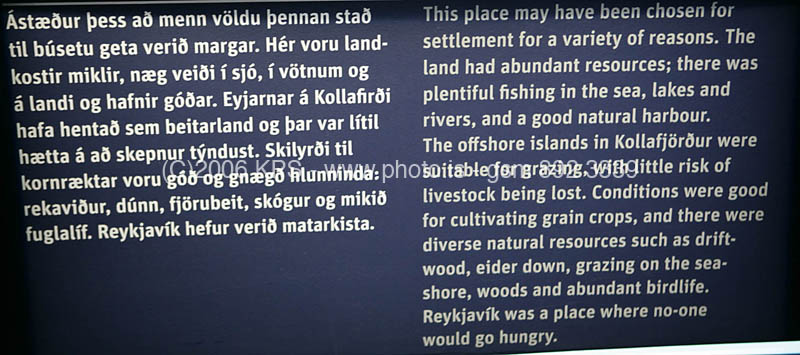 Ástæður þess að menn völdu þennan stað
til búsetu geta verið margar. Hér voru land-
kostir miklir, næg veiði í sjó, í vötnum og
á landi og hafnir góðar. Eyjarnar á Kollafirði
hafa hentað sem beitarland og þar var lítil
hætta á að skepnur týndust. Skilyrði til
kornræktar voru góð og gnægð hlunninda:
rekaviður, dúnn, fjörubeit, skógur og mikið
fuglalíf. Reykjavík hefur verið matarkista.
This place may have been chosen for
settlement for a variety of reasons. The
land had abundant resources; there was
plentiful fishing in the sea, lakes and
rivers, and a good natural harbour.
The offshore islands in Kollafjörður were
suitable for grazing, with little risk of
livestock being lost. Conditions were good
for cultivating grain crops, and there were
diverse natural resources such as drift-
wood, eider down, grazing on the sea-
shore, woods and abundant birdlife.
Reykjavík was a place where no-one
would go hungry.
(C)2006 KRS www.photo.is gsm